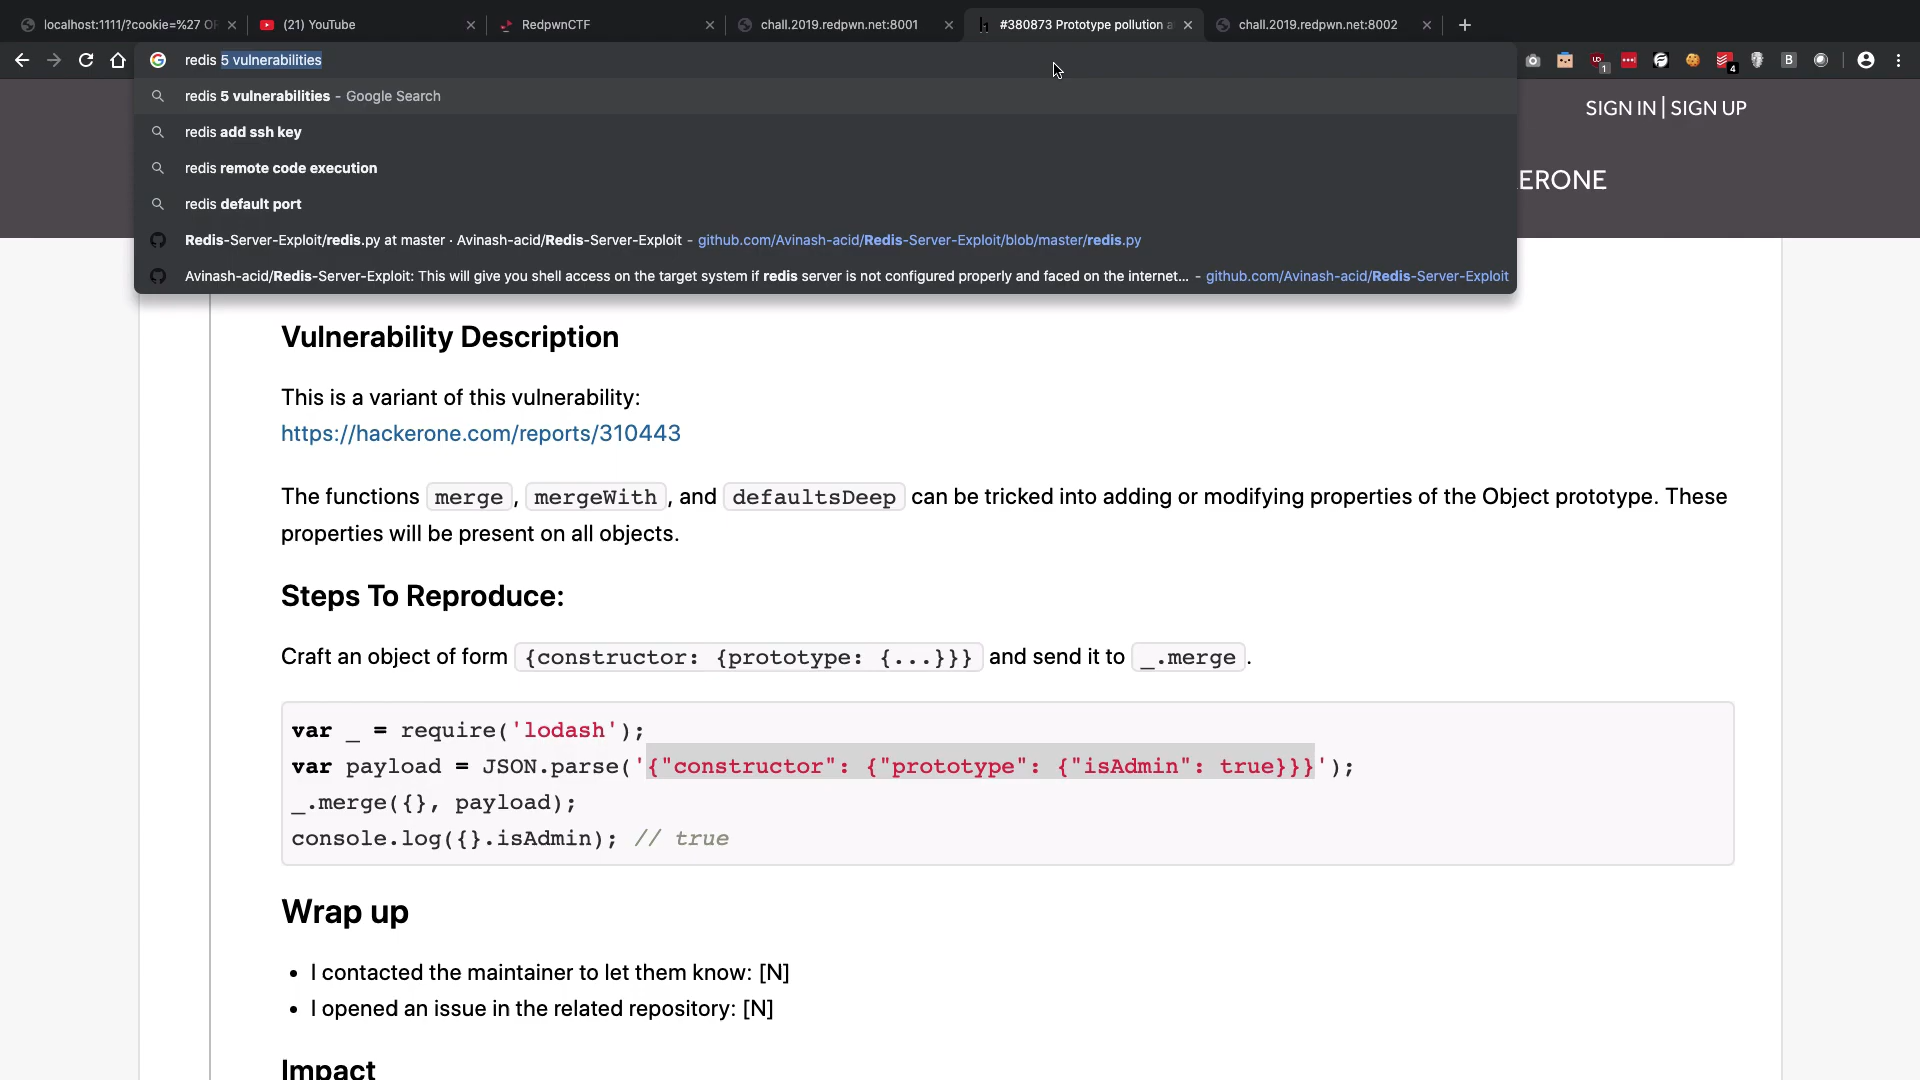 localhost:1111/?cookie=%27 OF
(21) YouTube
RedpwnCTF
chall.2019.redpwn.net:8001
#380873 Prototype pollution a
chall.2019.redpwn.net:8002
redis 5 vulnerabilities
1
4
B
redis 5 vulnerabilities - Google Search
redis add ssh key
redis remote code execution
redis default port
Redis-Server-Exploit/redis.py at master · Avinash-acid/Redis-Server-Exploit - github.com/Avinash-acid/Redis-Server-Exploit/blob/master/redis.py
Avinash-acid/Redis-Server-Exploit: This will give you shell access on the target system if redis server is not configured properly and faced on the internet... - github.com/Avinash-acid/Redis-Server-Exploit
SIGN IN | SIGN UP
ERONE
Vulnerability Description
This is a variant of this vulnerability:
https://hackerone.com/reports/310443
The functions merge, mergeWith, and defaultsDeep can be tricked into adding or modifying properties of the Object prototype. These
properties will be present on all objects.
Steps To Reproduce:
Craft an object of form {constructor: {prototype: {...}}} and send it to _.merge.
var _ = require('lodash');
var payload = JSON.parse('{"constructor": {"prototype": {"isAdmin": true}}}');
_.merge({}, payload);
console.log({}.isAdmin); // true
Wrap up
• I contacted the maintainer to let them know: [N]
• I opened an issue in the related repository: [N]
Impact